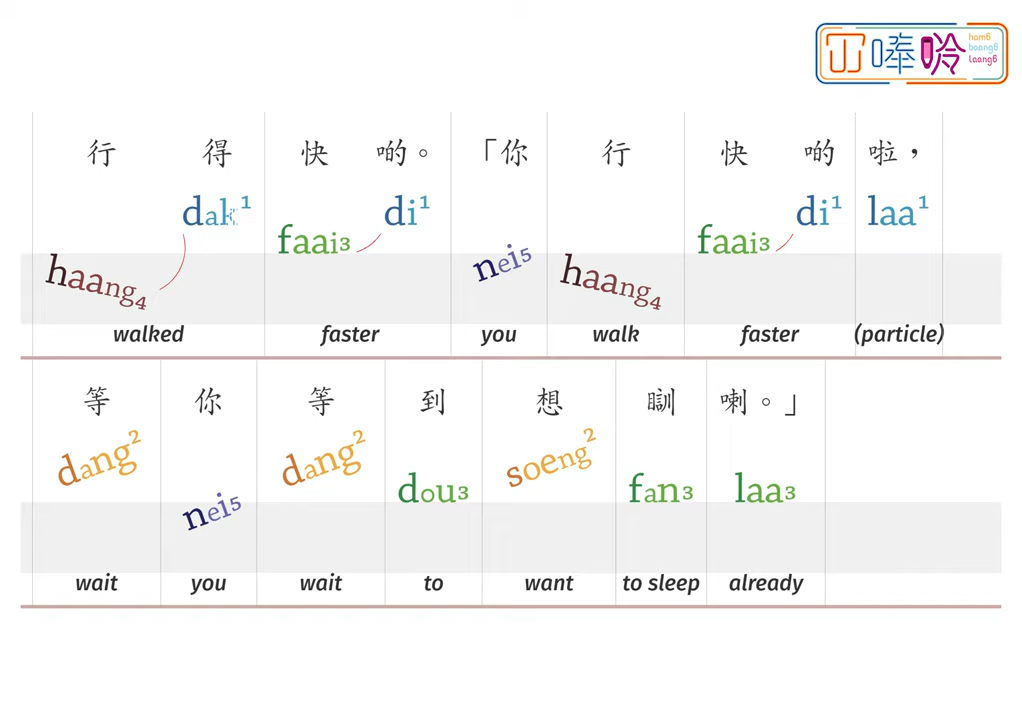 冚唪唥
ham6
baang6
laang6
行 得 快 啲。 「你 行 快 啲 啦，
haang4 dak1 faai3 di1 nei5 haang4 faai3 di1 laa1
walked faster you walk faster (particle)
等 你 等 到 想 瞓 喇。」
dang2 nei5 dang2 dou3 soeng2 fan3 laa3
wait you wait to want to sleep already